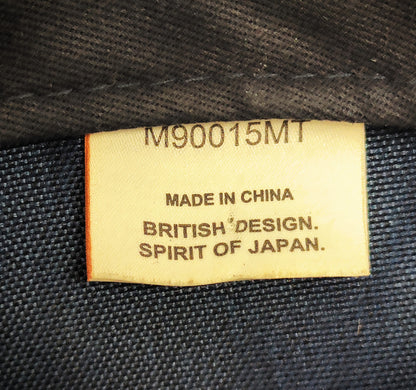 M90015MT
MADE IN CHINA
BRITISH DESIGN.
SPIRIT OF JAPAN.